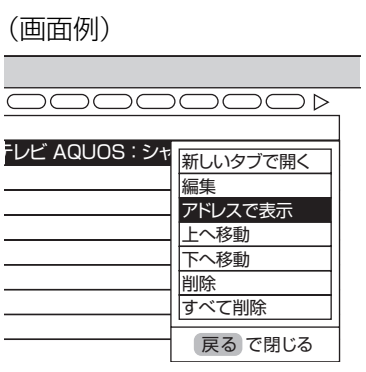 （画面例）
テレビ AQUOS：シャ
新しいタブで開く
編集
アドレスで表示
上へ移動
下へ移動
削除
すべて削除
戻る で閉じる